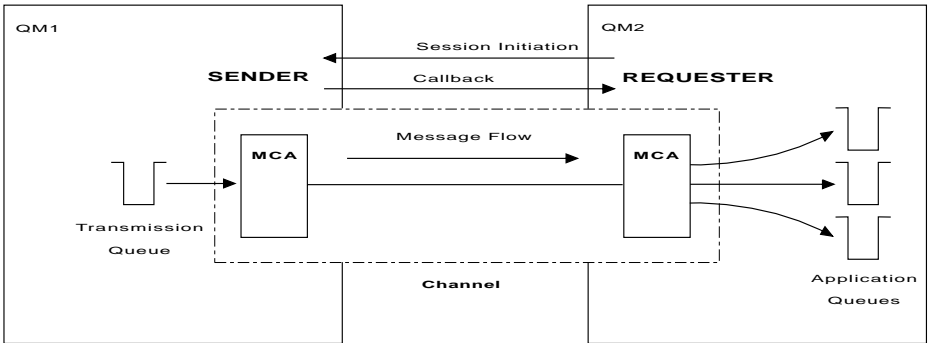 QM1
QM2
Session Initiation
SENDER
Callback
REQUESTER
Message Flow
MCA
MCA
Transmission
Queue
Channel
Application
Queues